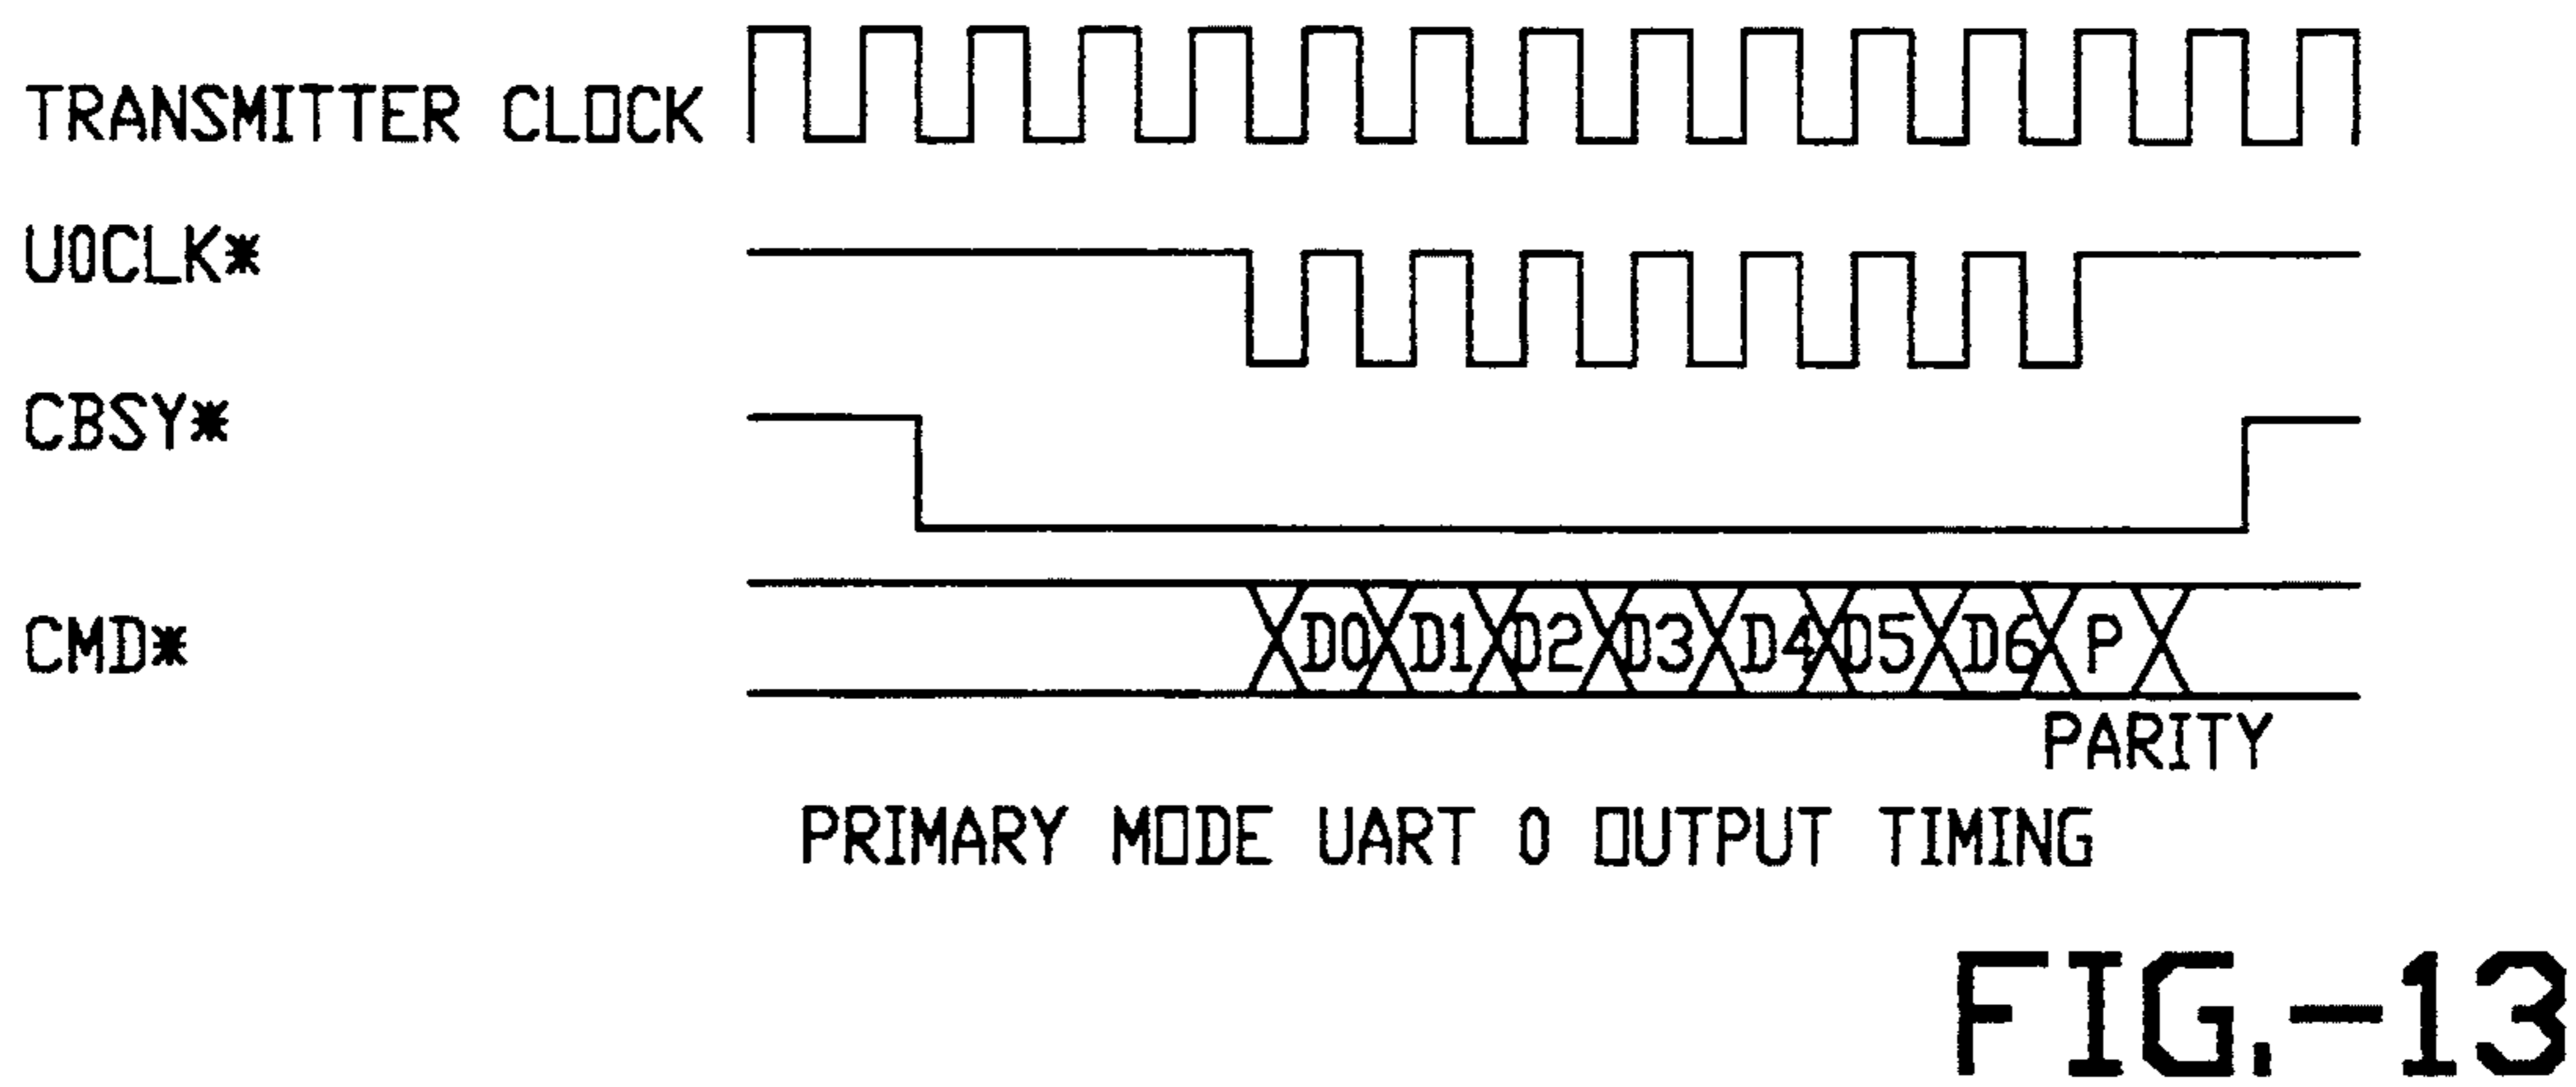 TRANSMITTER CLOCK
U0CLK*
CBSY*
CMD* D0 D1 D2 D3 D4 D5 D6 P
PARITY
PRIMARY MODE UART 0 OUTPUT TIMING
FIG.-13